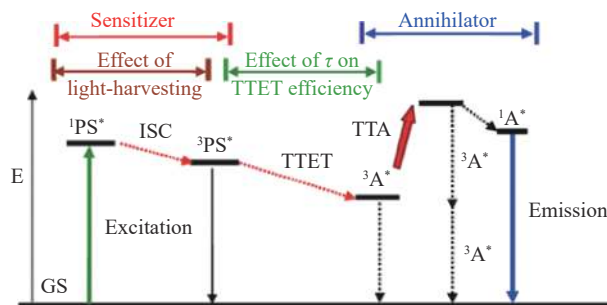 Sensitizer
Annihilator
Effect of
light-harvesting
Effect of τ on
TTET efficiency
¹PS*
ISC
³PS*
TTET
³A*
TTA
¹A*
³A*
³A*
E
Excitation
Emission
GS